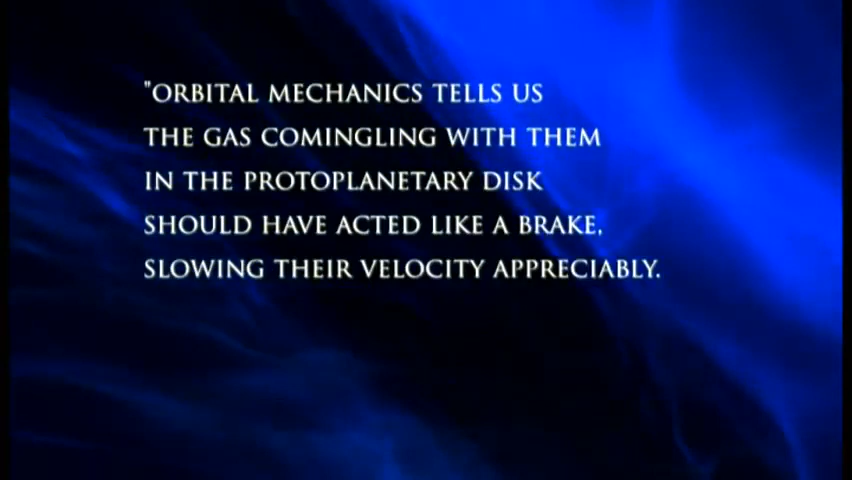 "ORBITAL MECHANICS TELLS US
THE GAS COMINGLING WITH THEM
IN THE PROTOPLANETARY DISK
SHOULD HAVE ACTED LIKE A BRAKE,
SLOWING THEIR VELOCITY APPRECIABLY.